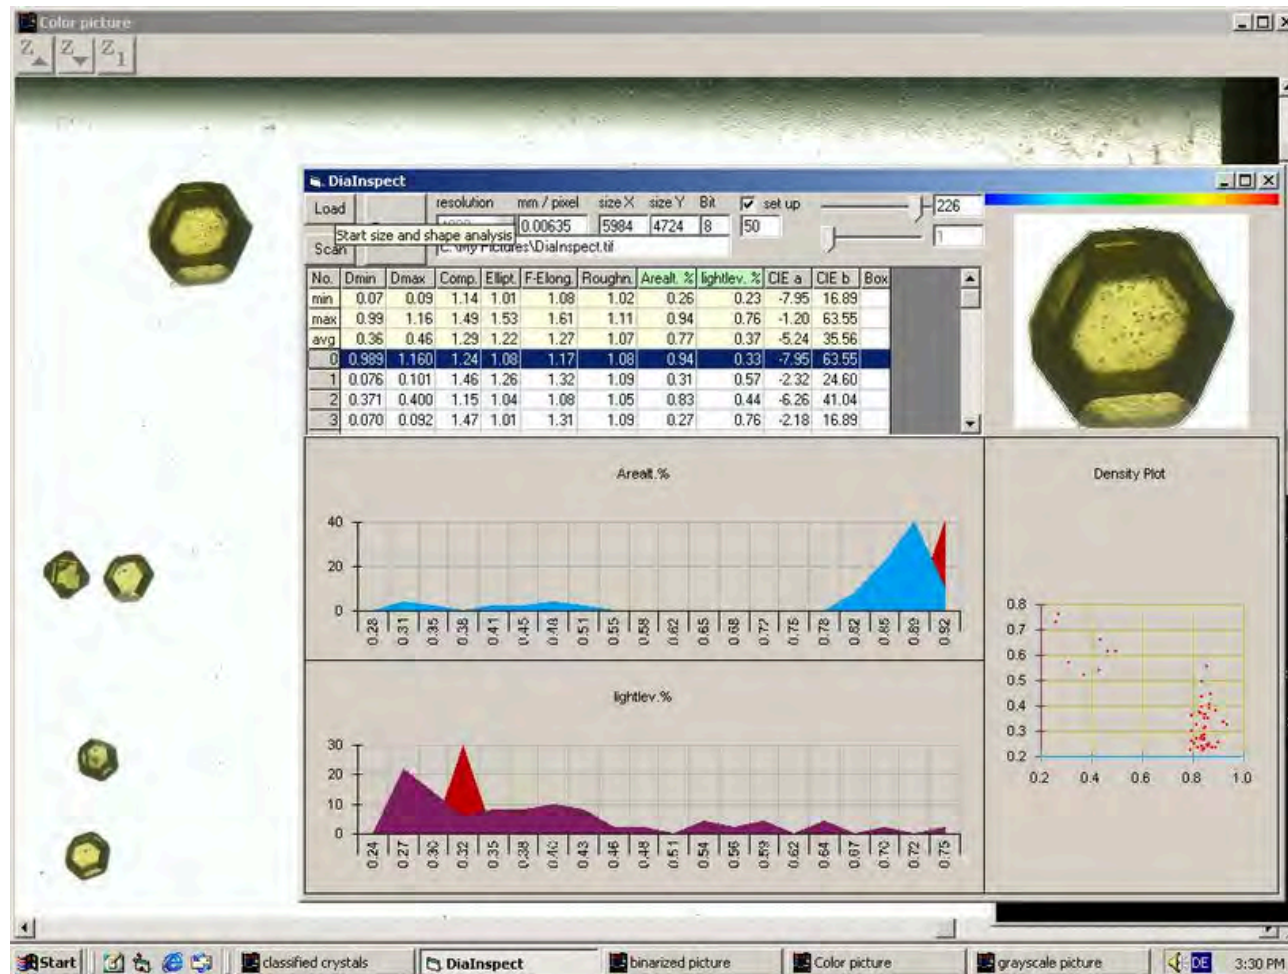 Color picture
Z Z Z1
DiaInspect
Load resolution mm / pixel size X size Y Bit set up 226
0.00635 5984 4724 8 50 1
Start size and shape analysis
Scan C:\My Pictures\DiaInspect.tif
No. Dmin Dmax Comp. Ellipt. F-Elong. Roughn. Arealt. % lightlev. % CIE a CIE b Box
min 0.07 0.09 1.14 1.01 1.08 1.02 0.26 0.23 -7.95 16.89
max 0.99 1.16 1.49 1.53 1.61 1.11 0.94 0.76 -1.20 63.55
avg 0.36 0.46 1.29 1.22 1.27 1.07 0.77 0.37 -5.24 35.56
0 0.989 1.160 1.24 1.08 1.17 1.08 0.94 0.33 -7.95 63.55
1 0.076 0.101 1.46 1.26 1.32 1.09 0.31 0.57 -2.32 24.60
2 0.371 0.400 1.15 1.04 1.08 1.05 0.83 0.44 -6.26 41.04
3 0.070 0.092 1.47 1.01 1.31 1.09 0.27 0.76 -2.18 16.89
Arealt.%
40
20
0
0.28 0.31 0.35 0.38 0.41 0.45 0.48 0.51 0.55 0.58 0.62 0.65 0.68 0.72 0.75 0.78 0.82 0.85 0.89 0.92
lightlev.%
30
20
10
0
0.24 0.27 0.30 0.32 0.35 0.38 0.40 0.43 0.46 0.48 0.51 0.54 0.56 0.59 0.62 0.64 0.67 0.70 0.72 0.75
Density Plot
0.8
0.7
0.6
0.5
0.4
0.3
0.2
0.2 0.4 0.6 0.8 1.0
Start classified crystals DiaInspect binarized picture Color picture grayscale picture DE 3:30 PM